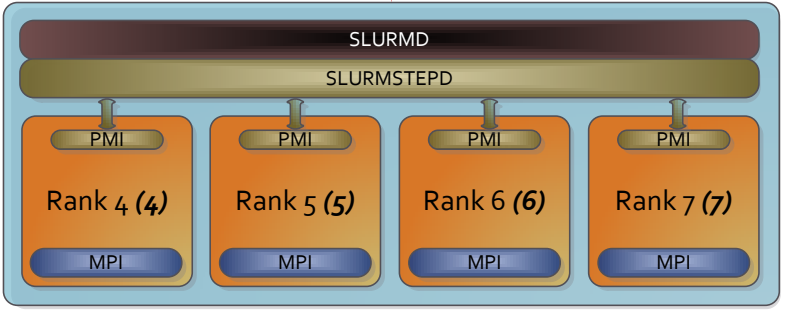 SLURMD
SLURMSTEPD
PMI PMI PMI PMI
Rank 4 (4) Rank 5 (5) Rank 6 (6) Rank 7 (7)
MPI MPI MPI MPI